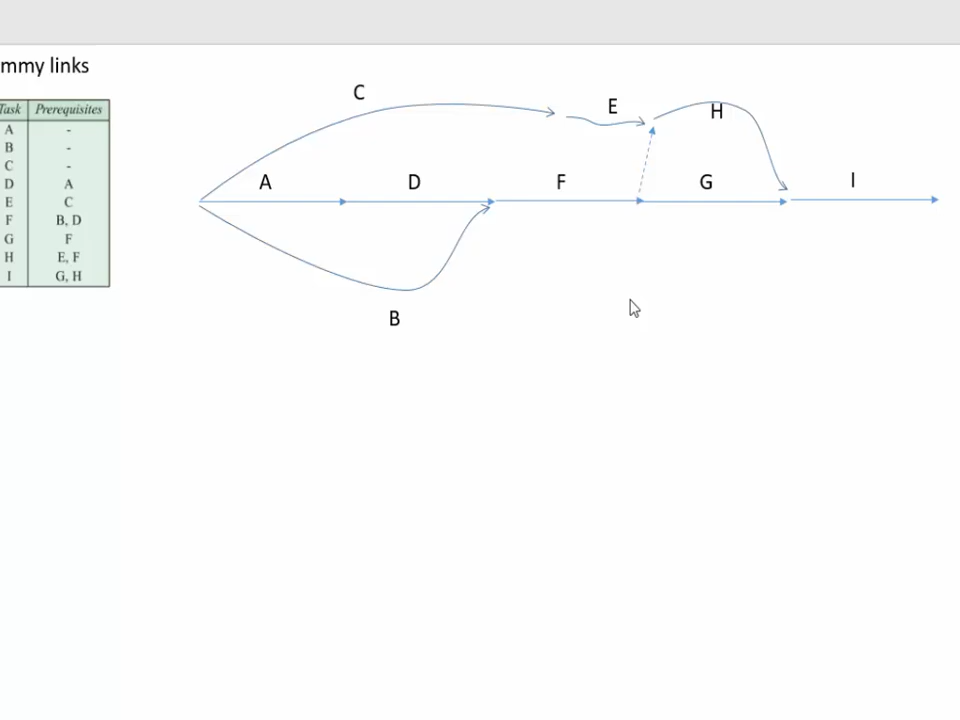 mmy links
Task Prerequisites
A -
B -
C -
D A
E C
F B, D
G F
H E, F
I G, H
C
E
H
A
D
F
G
I
B